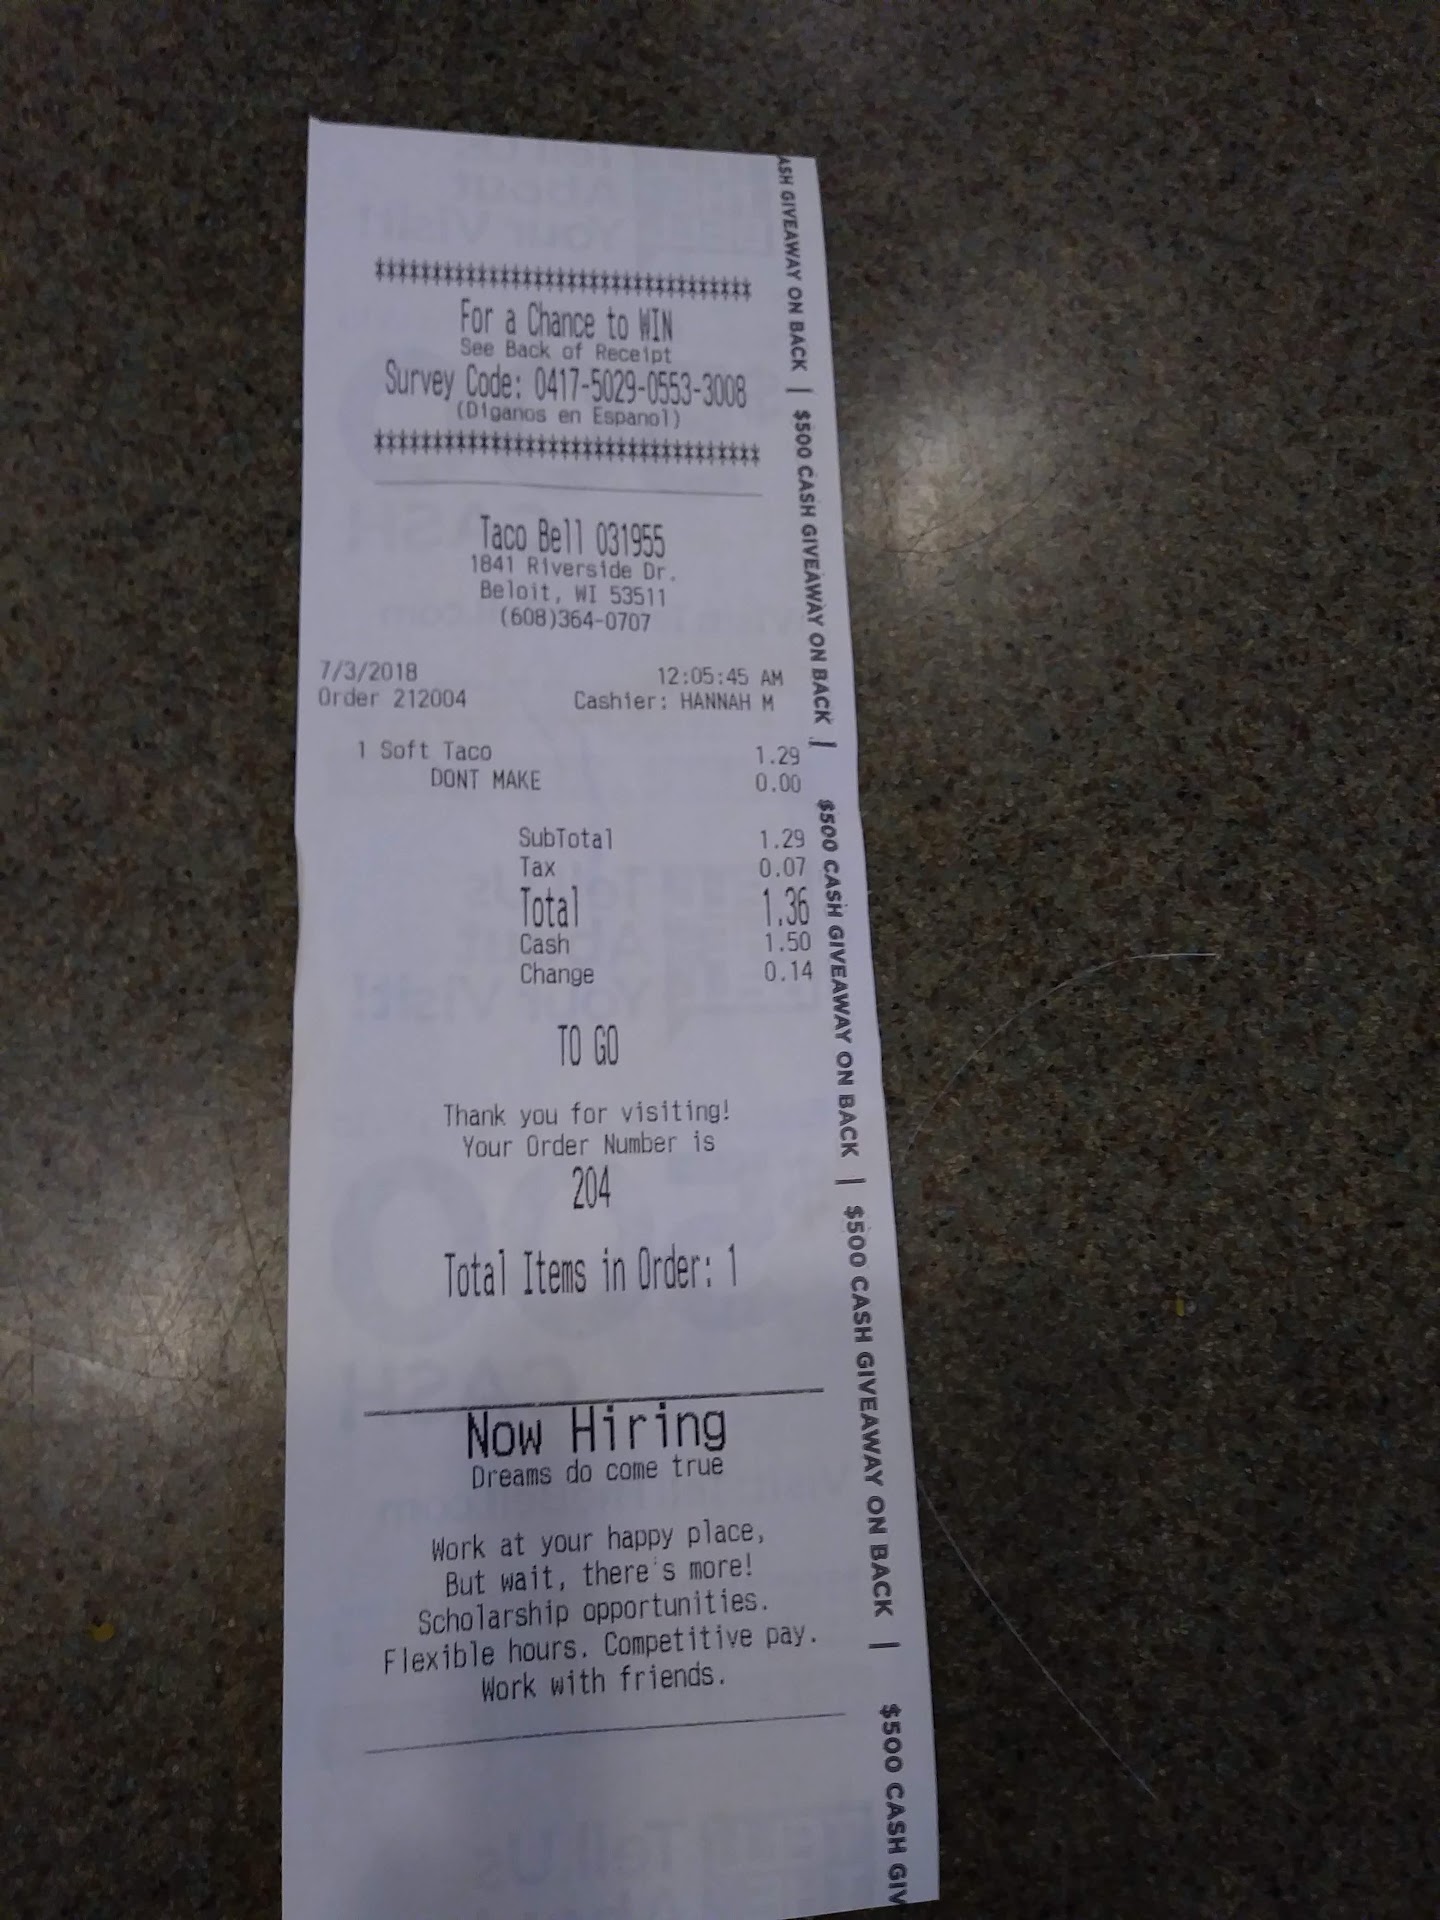 ‡‡‡‡‡‡‡‡‡‡‡‡‡‡‡‡‡‡‡‡‡‡‡‡‡‡‡‡‡‡‡‡‡‡
For a Chance to WIN
See Back of Receipt
Survey Code: 0417-5029-0553-3008
(Diganos en Espanol)
‡‡‡‡‡‡‡‡‡‡‡‡‡‡‡‡‡‡‡‡‡‡‡‡‡‡‡‡‡‡‡‡‡‡
Taco Bell 031955
1841 Riverside Dr.
Beloit, WI 53511
(608)364-0707
7/3/2018 12:05:45 AM
Order 212004 Cashier: HANNAH M
1 Soft Taco 1.29
DONT MAKE 0.00
SubTotal 1.29
Tax 0.07
Total 1.36
Cash 1.50
Change 0.14
TO GO
Thank you for visiting!
Your Order Number is
204
Total Items in Order: 1
Now Hiring
Dreams do come true
Work at your happy place,
But wait, there's more!
Scholarship opportunities.
Flexible hours. Competitive pay.
Work with friends.
ASH GIVEAWAY ON BACK | $500 CASH GIVEAWAY ON BACK | $500 CASH GIVEAWAY ON BACK | $500 CASH GIVEAWAY ON BACK | $500 CASH GIV